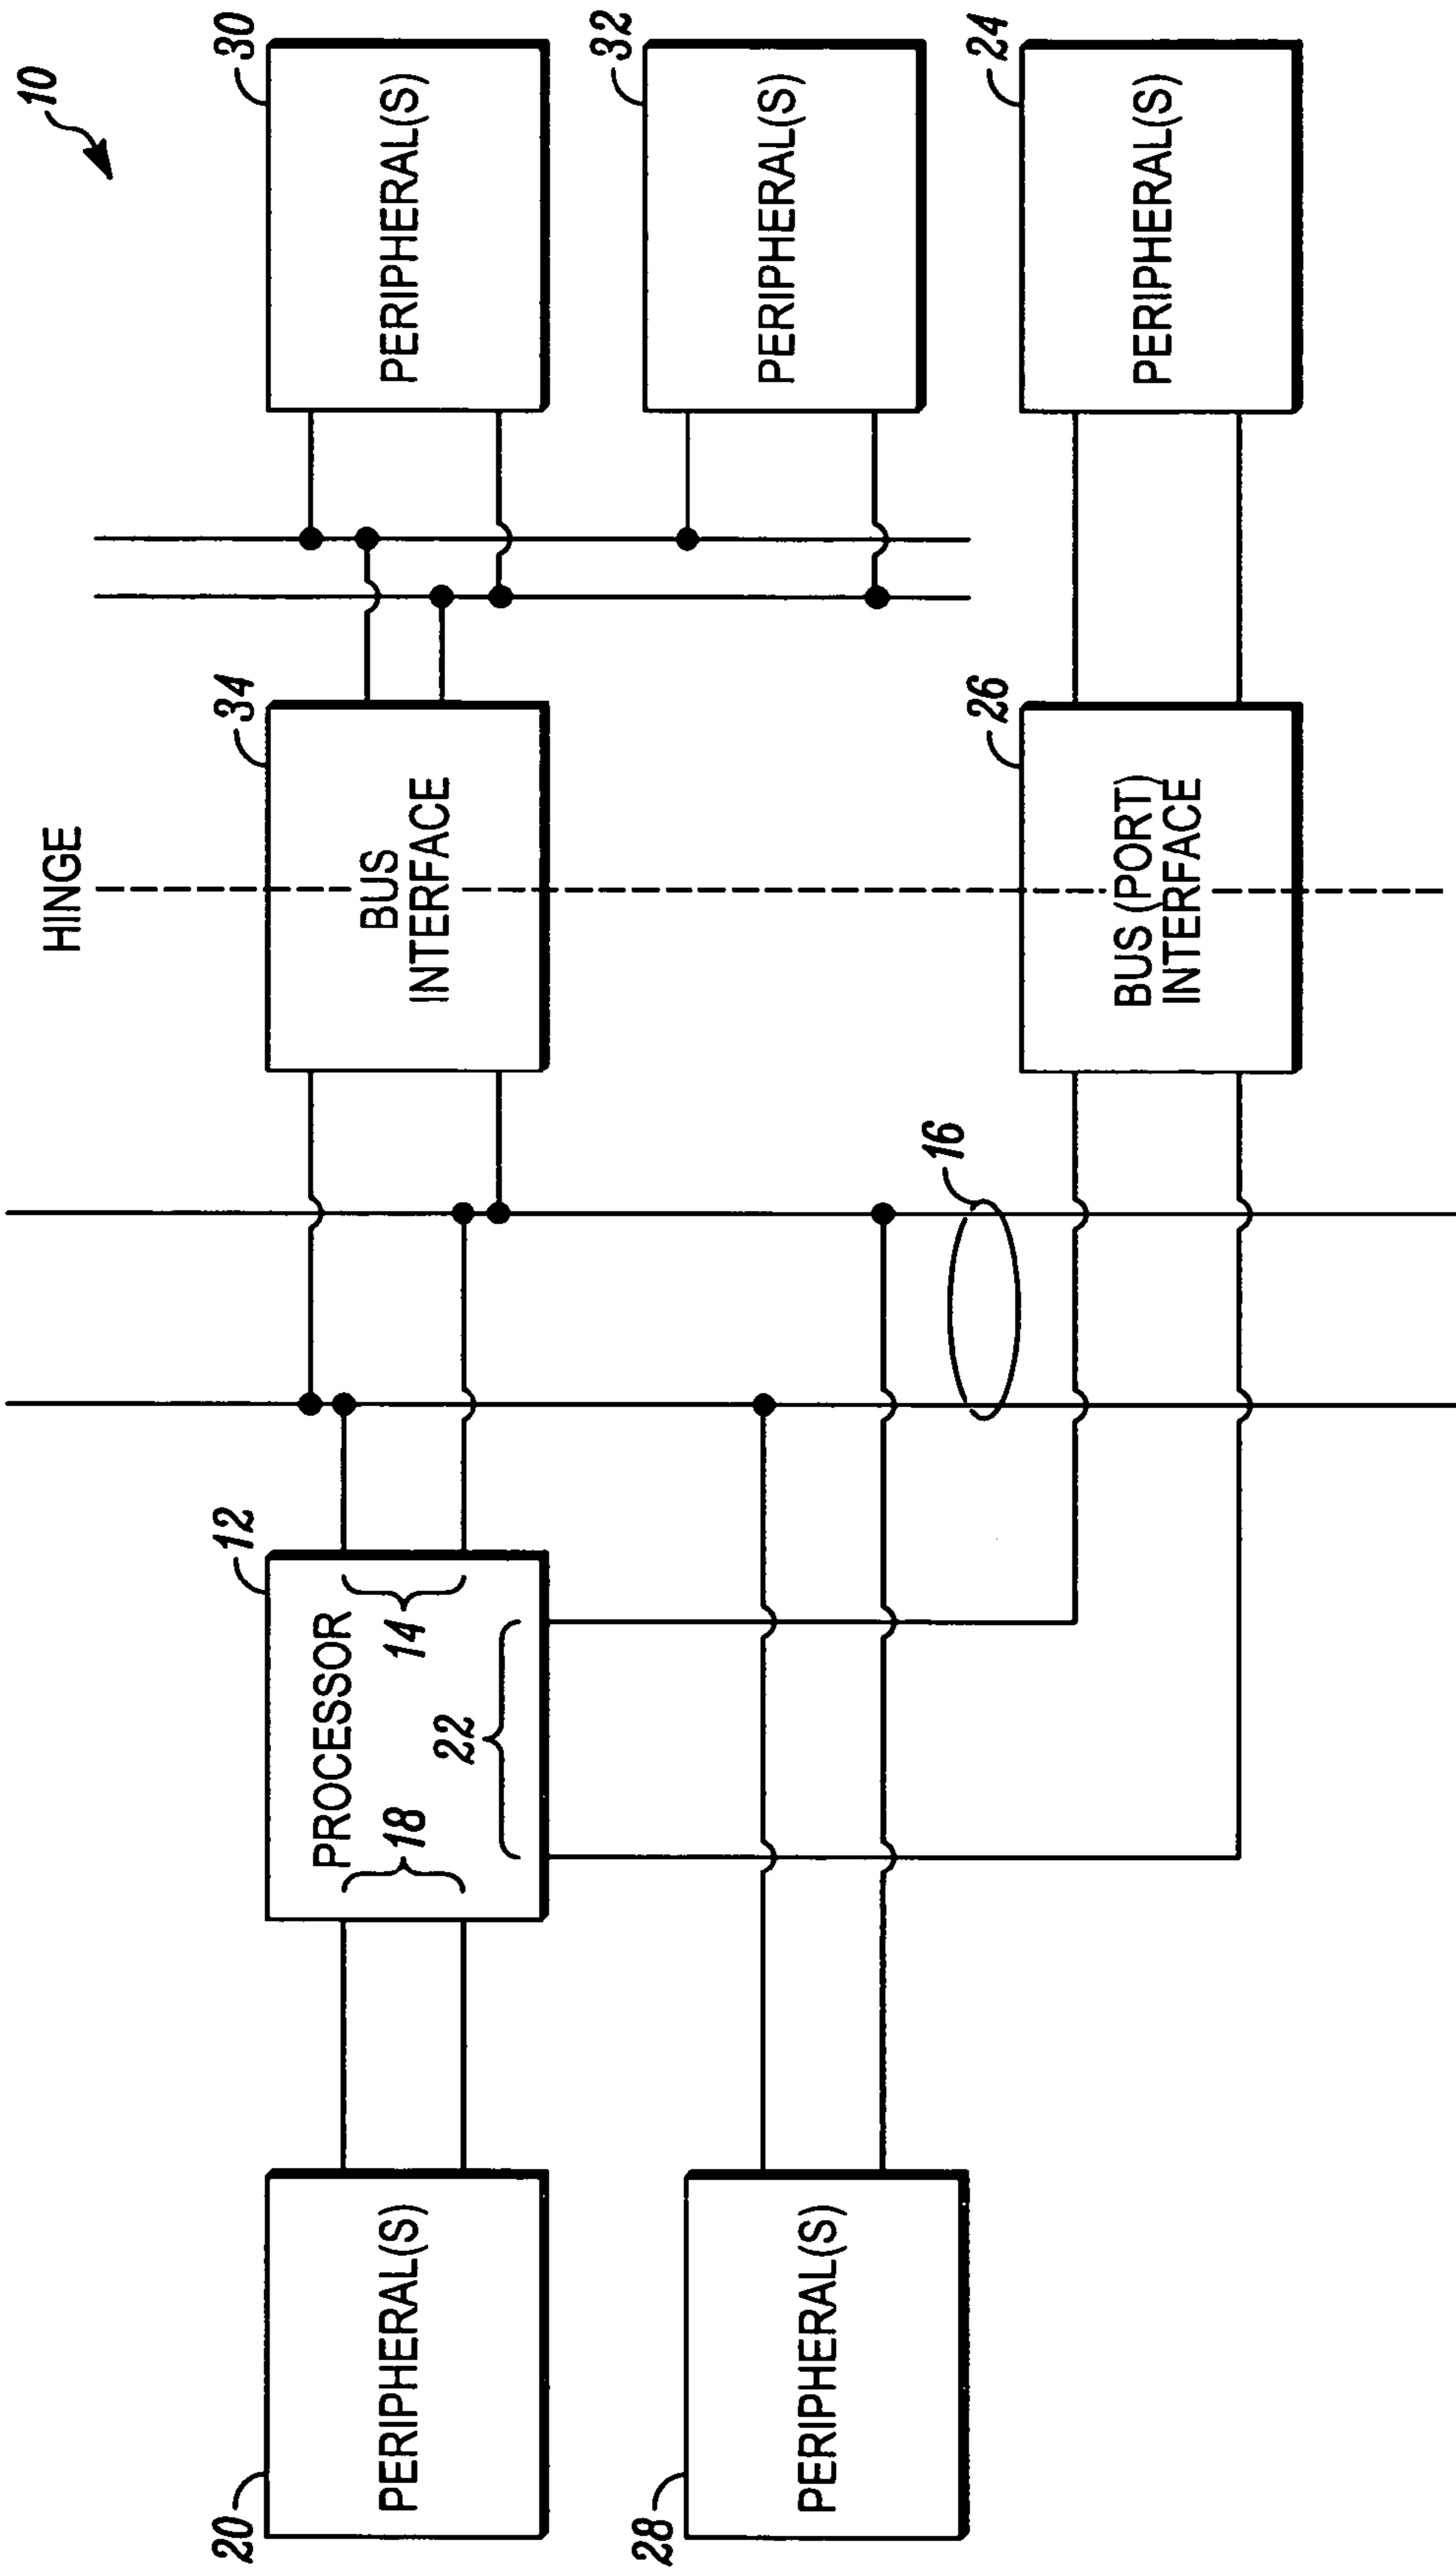 10
HINGE
20
PERIPHERAL(S)
12
PROCESSOR
18
14
22
34
BUS
INTERFACE
30
PERIPHERAL(S)
28
PERIPHERAL(S)
32
PERIPHERAL(S)
16
26
BUS (PORT)
INTERFACE
24
PERIPHERAL(S)